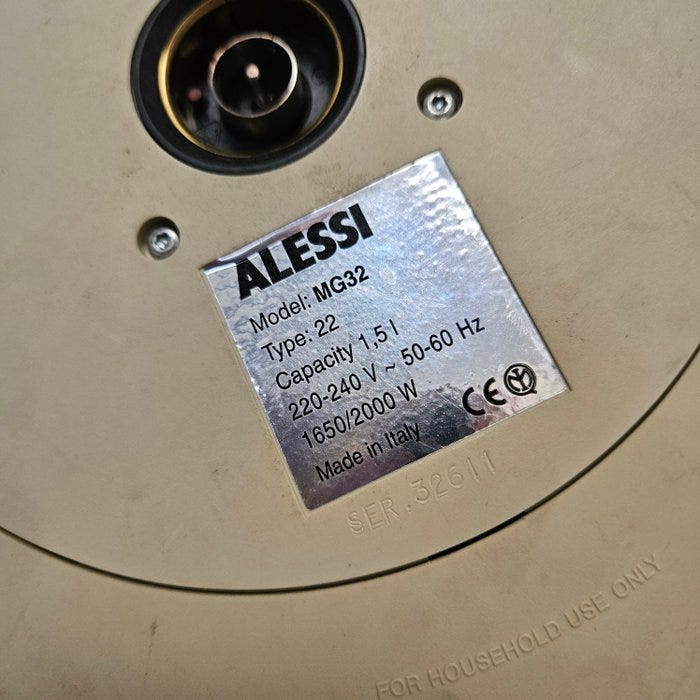 ALESSI
Model: MG32
Type: 22
Capacity 1,5 l
220-240 V ~ 50-60 Hz
1650/2000 W
Made in Italy
CE
SER.32611
FOR HOUSEHOLD USE ONLY